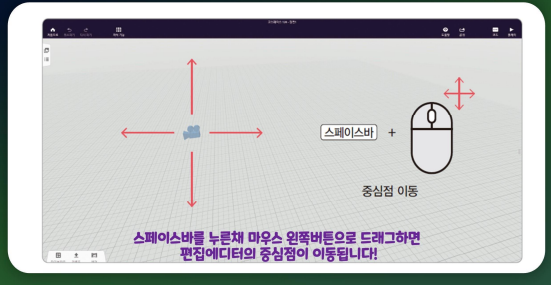 스페이스바 +
중심점 이동
스페이스바를 누른채 마우스 왼쪽버튼으로 드래그하면
편집에디터의 중심점이 이동됩니다!